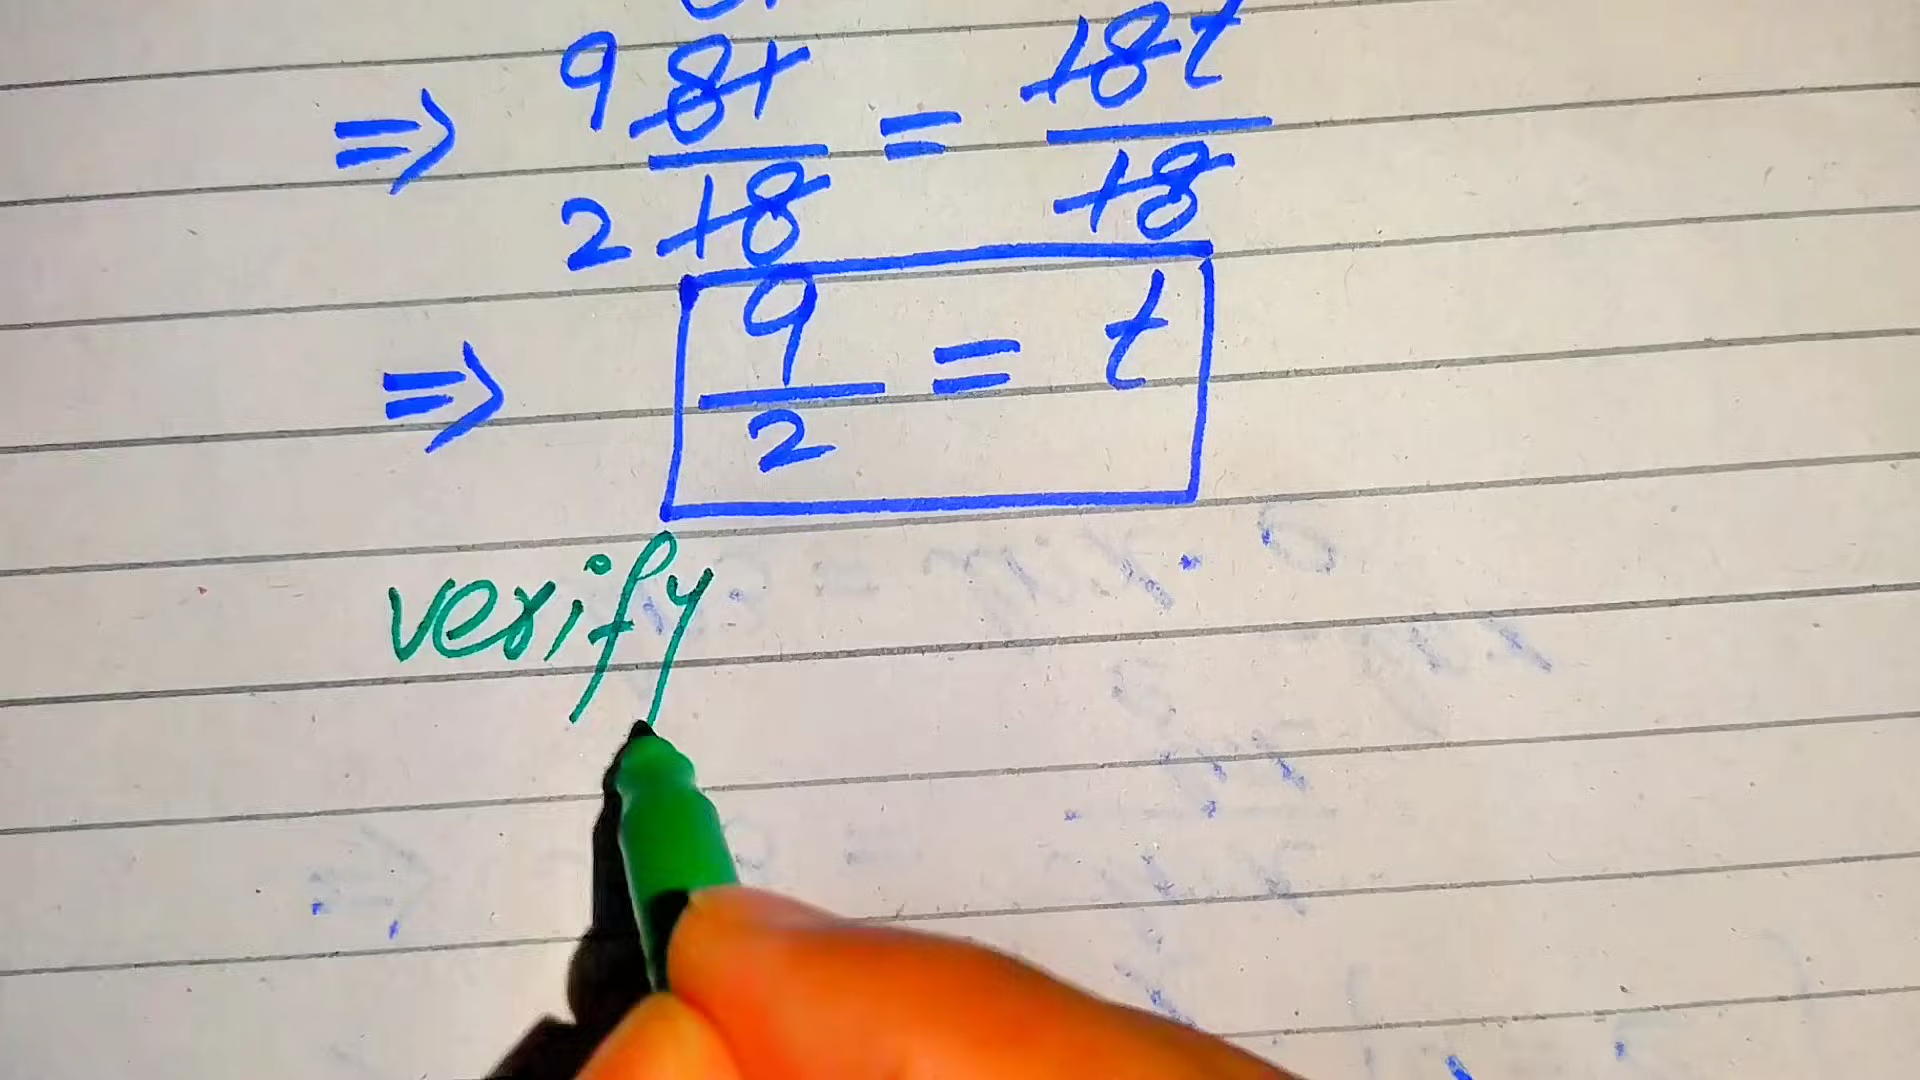 ⇒ 9 81/2 18 = 18t/18
⇒ 9/2 = t
verify